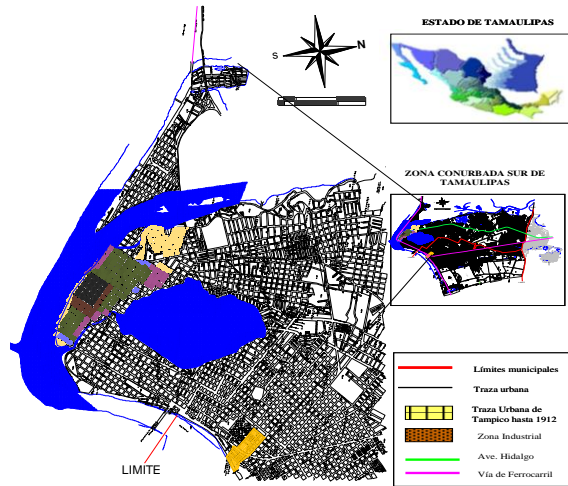 ESTADO DE TAMAULIPAS
S
N
ZONA CONURBADA SUR DE
TAMAULIPAS
Límites municipales
Traza urbana
Traza Urbana de
Tampico hasta 1912
Zona Industrial
Ave. Hidalgo
Vía de Ferrocarril
LIMITE